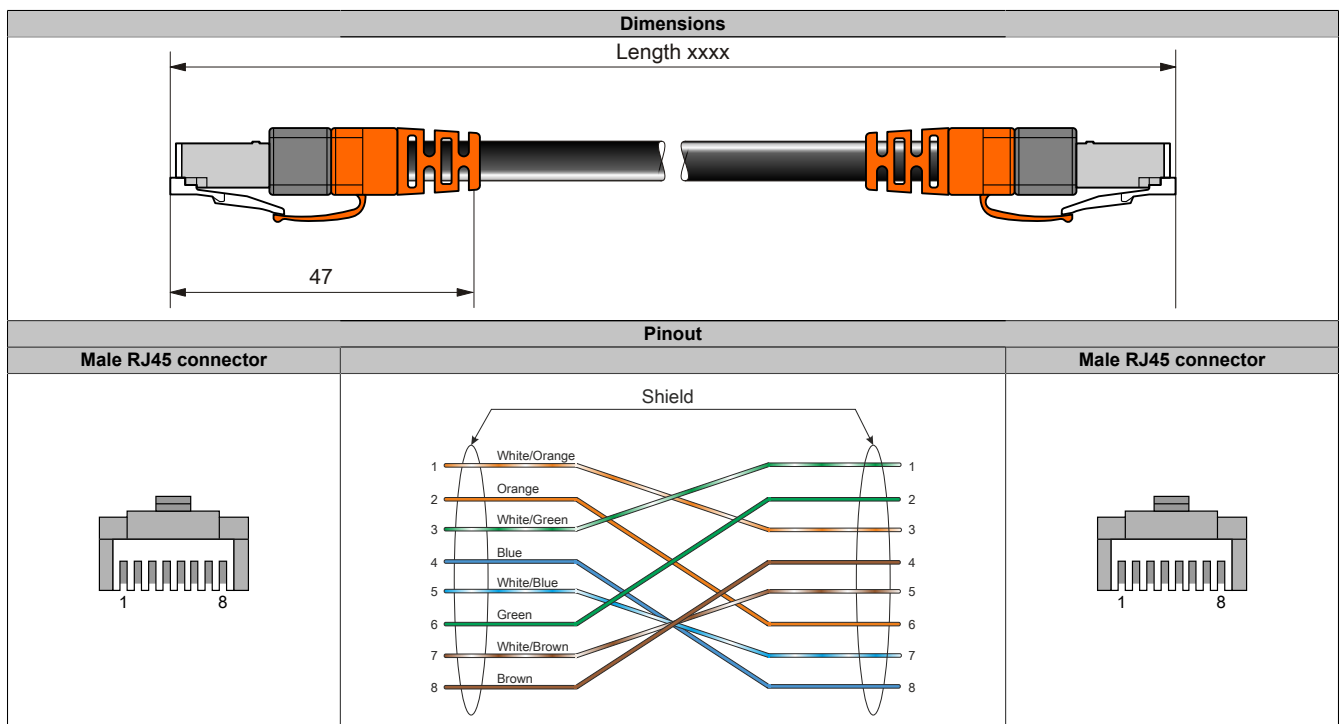 Dimensions
Length xxxx
47
Pinout
Male RJ45 connector
Male RJ45 connector
Shield
1 White/Orange 1
2 Orange 2
3 White/Green 3
4 Blue 4
5 White/Blue 5
6 Green 6
7 White/Brown 7
8 Brown 8
1 8
1 8